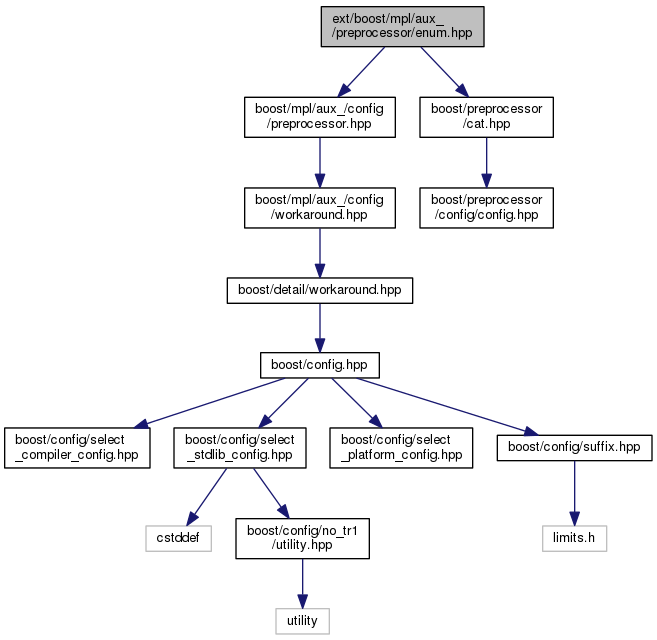 ext/boost/mpl/aux_
/preprocessor/enum.hpp
boost/mpl/aux_/config
/preprocessor.hpp
boost/preprocessor
/cat.hpp
boost/mpl/aux_/config
/workaround.hpp
boost/preprocessor
/config/config.hpp
boost/detail/workaround.hpp
boost/config.hpp
boost/config/select
_compiler_config.hpp
boost/config/select
_stdlib_config.hpp
boost/config/select
_platform_config.hpp
boost/config/suffix.hpp
cstddef
boost/config/no_tr1
/utility.hpp
limits.h
utility